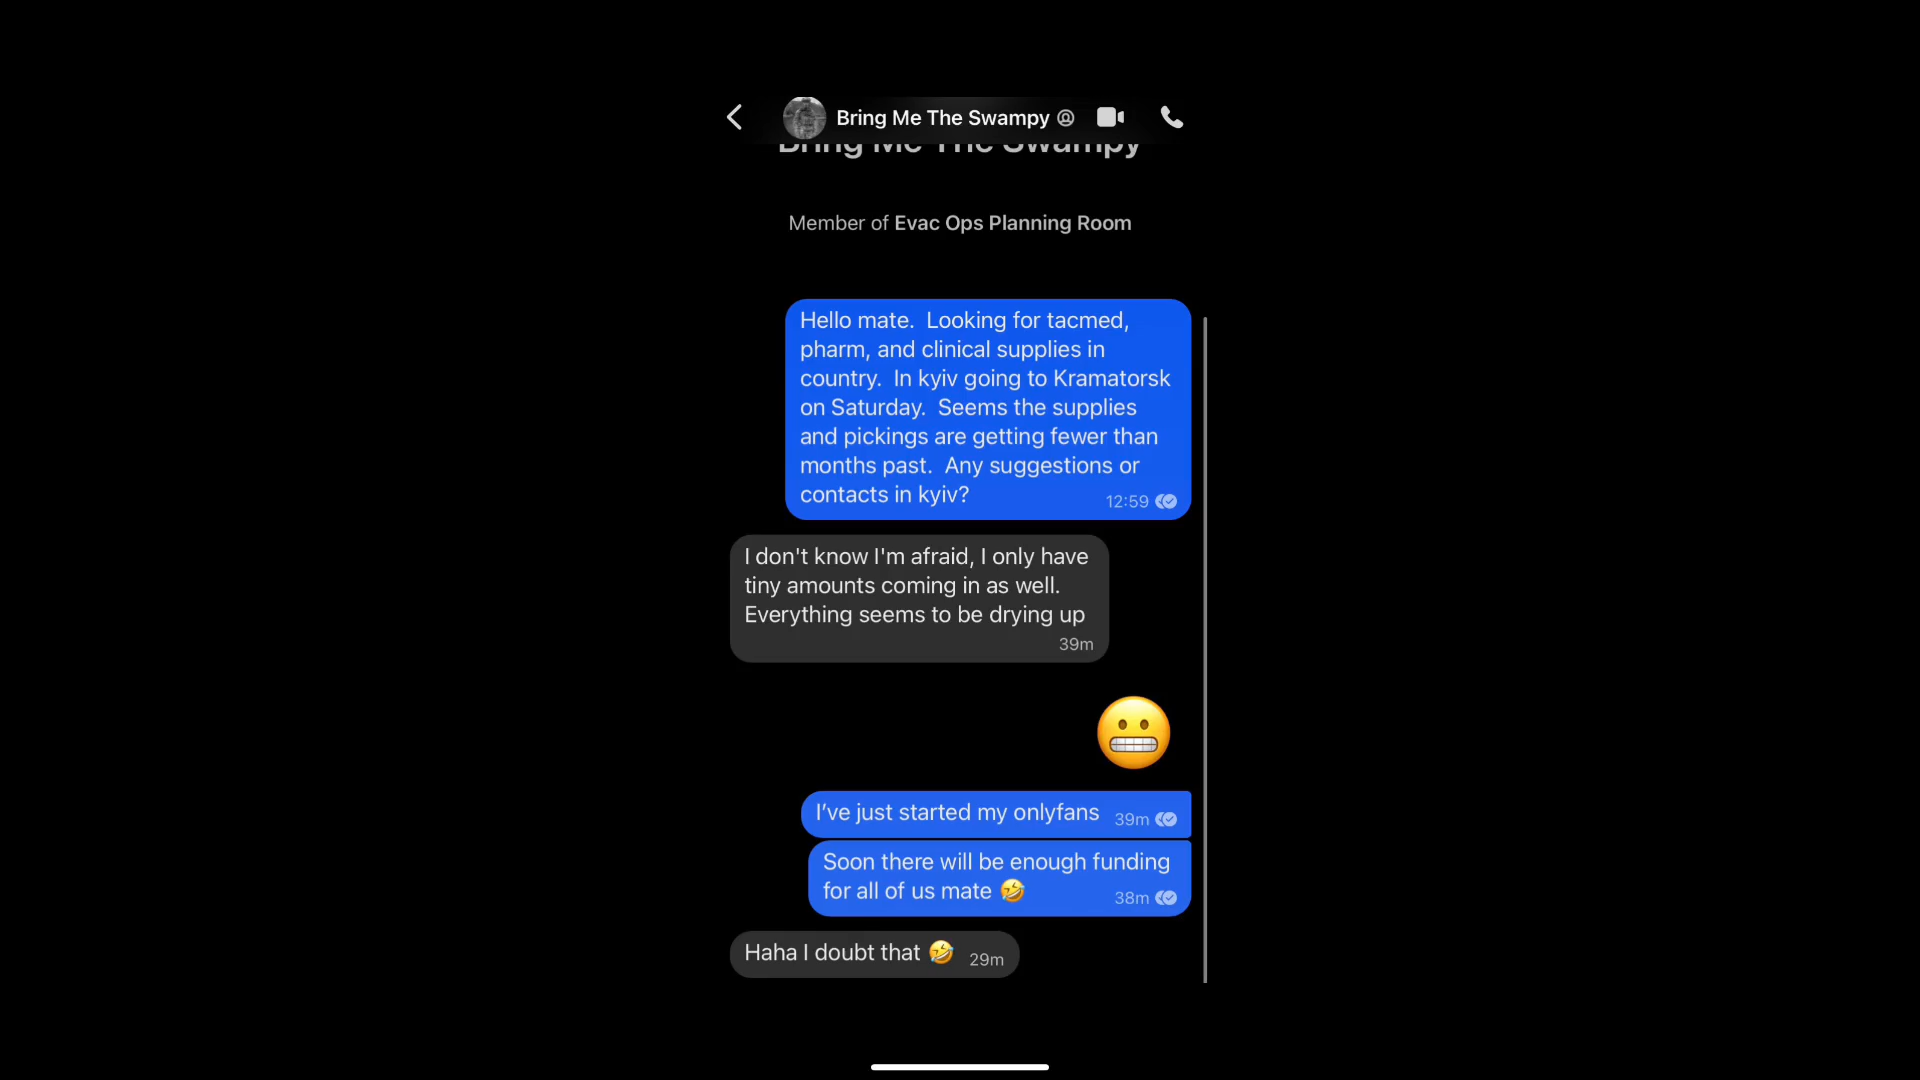 Bring Me The Swampy
Bring Me The Swampy
Member of Evac Ops Planning Room
Hello mate.  Looking for tacmed,
pharm, and clinical supplies in
country.  In kyiv going to Kramatorsk
on Saturday.  Seems the supplies
and pickings are getting fewer than
months past.  Any suggestions or
contacts in kyiv?
12:59
I don't know I'm afraid, I only have
tiny amounts coming in as well.
Everything seems to be drying up
39m
😬
I’ve just started my onlyfans 39m
Soon there will be enough funding
for all of us mate 🤣 38m
Haha I doubt that 🤣 29m